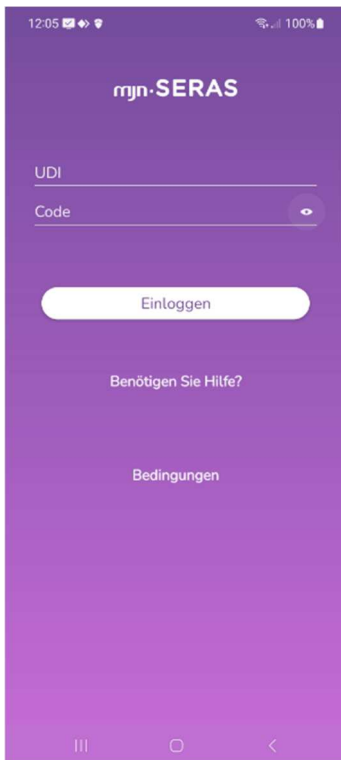 12:05 100%
mjn·SERAS
UDI
Code
Einloggen
Benötigen Sie Hilfe?
Bedingungen